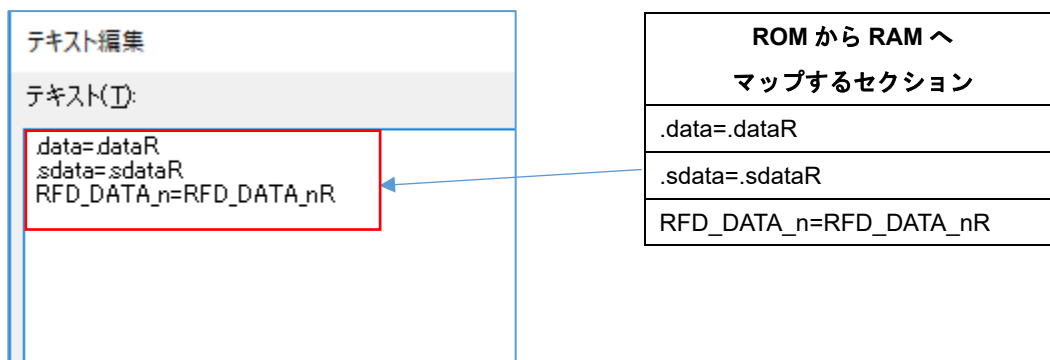 テキスト編集
テキスト(T):
.data=.dataR
.sdata=.sdataR
RFD_DATA_n=RFD_DATA_nR
ROM から RAM へ
マップするセクション
.data=.dataR
.sdata=.sdataR
RFD_DATA_n=RFD_DATA_nR